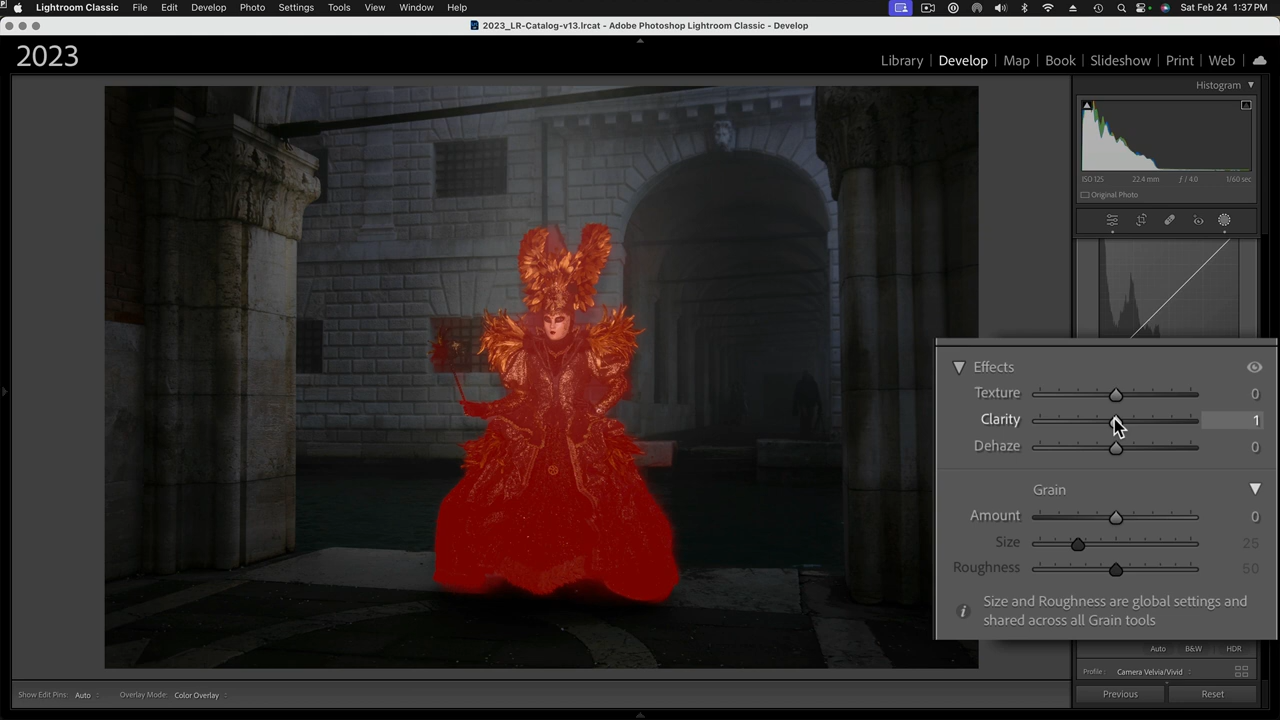 Lightroom Classic File Edit Develop Photo Settings Tools View Window Help Sat Feb 24 1:37 PM
2023_LR-Catalog-v13.lrcat - Adobe Photoshop Lightroom Classic - Develop
2023
Library | Develop | Map | Book | Slideshow | Print | Web
Histogram
ISO 125 22.4 mm ƒ / 4.0 1/60 sec
Original Photo
Effects
Texture 0
Clarity 1
Dehaze 0
Grain
Amount 0
Size 25
Roughness 50
Size and Roughness are global settings and
shared across all Grain tools
Auto B&W HDR
Profile : Camera Velvia/Vivid
Show Edit Pins: Auto Overlay Mode: Color Overlay
Previous Reset